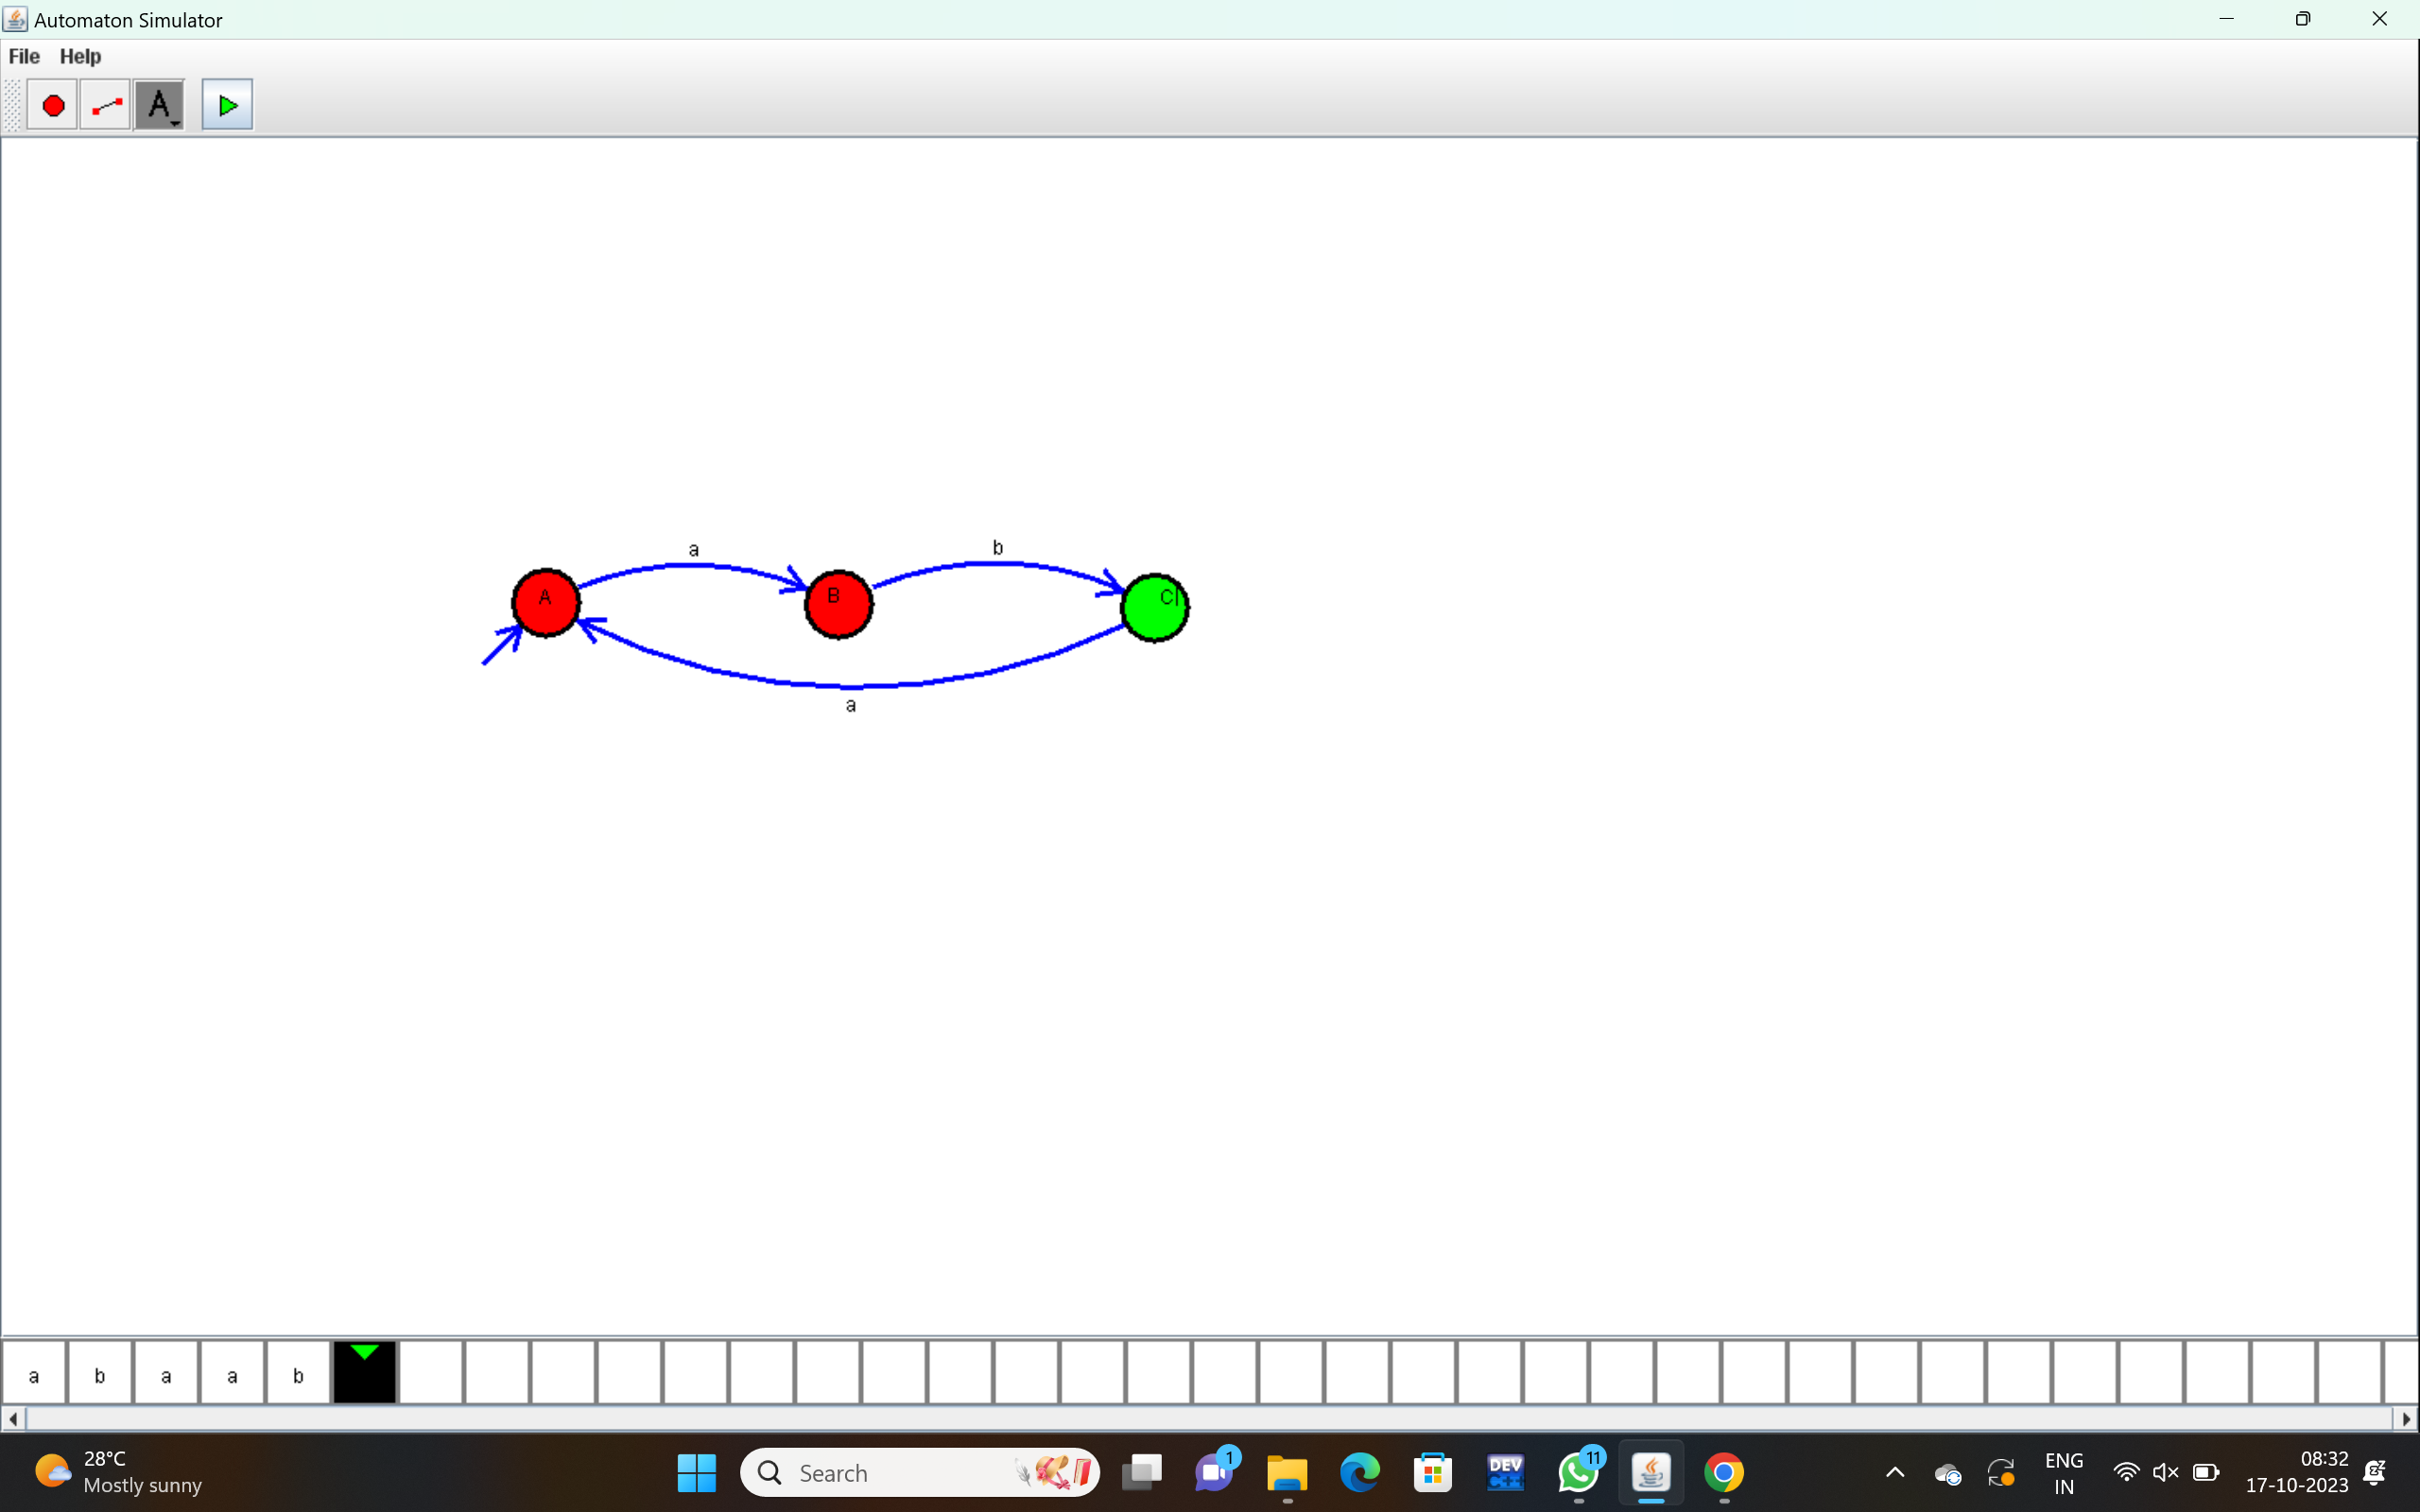 Automaton Simulator
File Help
A
a
b
A
B
C
a
a b a a b
28°C
Mostly sunny
Search
1
DEV
C++
11
ENG
IN
08:32
17-10-2023